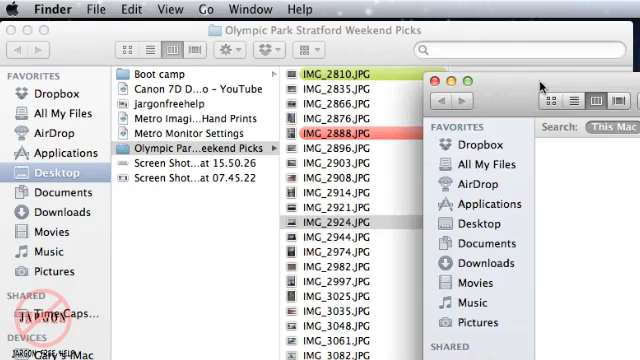 Finder File Edit View Go Window Help
Olympic Park Stratford Weekend Picks
FAVORITES
Dropbox
All My Files
AirDrop
Applications
Desktop
Documents
Downloads
Movies
Music
Pictures
SHARED
Time Caps...
DEVICES
Gary's iMac
JARGON
JARGON FREE HELP
Boot camp
Canon 7D D...o - YouTube
jargonfreehelp
Metro Imagi...Hand Prints
Metro Monitor Settings
Olympic Par...eekend Picks
Screen Shot...at 15.50.26
Screen Shot...at 07.45.22
IMG_2810.JPG
IMG_2835.JPG
IMG_2866.JPG
IMG_2876.JPG
IMG_2888.JPG
IMG_2896.JPG
IMG_2903.JPG
IMG_2908.JPG
IMG_2914.JPG
IMG_2921.JPG
IMG_2924.JPG
IMG_2944.JPG
IMG_2974.JPG
IMG_2982.JPG
IMG_2997.JPG
IMG_3025.JPG
IMG_3035.JPG
IMG_3048.JPG
IMG_3061.JPG
IMG_3082.JPG
Search: This Mac
FAVORITES
Dropbox
All My Files
AirDrop
Applications
Desktop
Documents
Downloads
Movies
Music
Pictures
SHARED